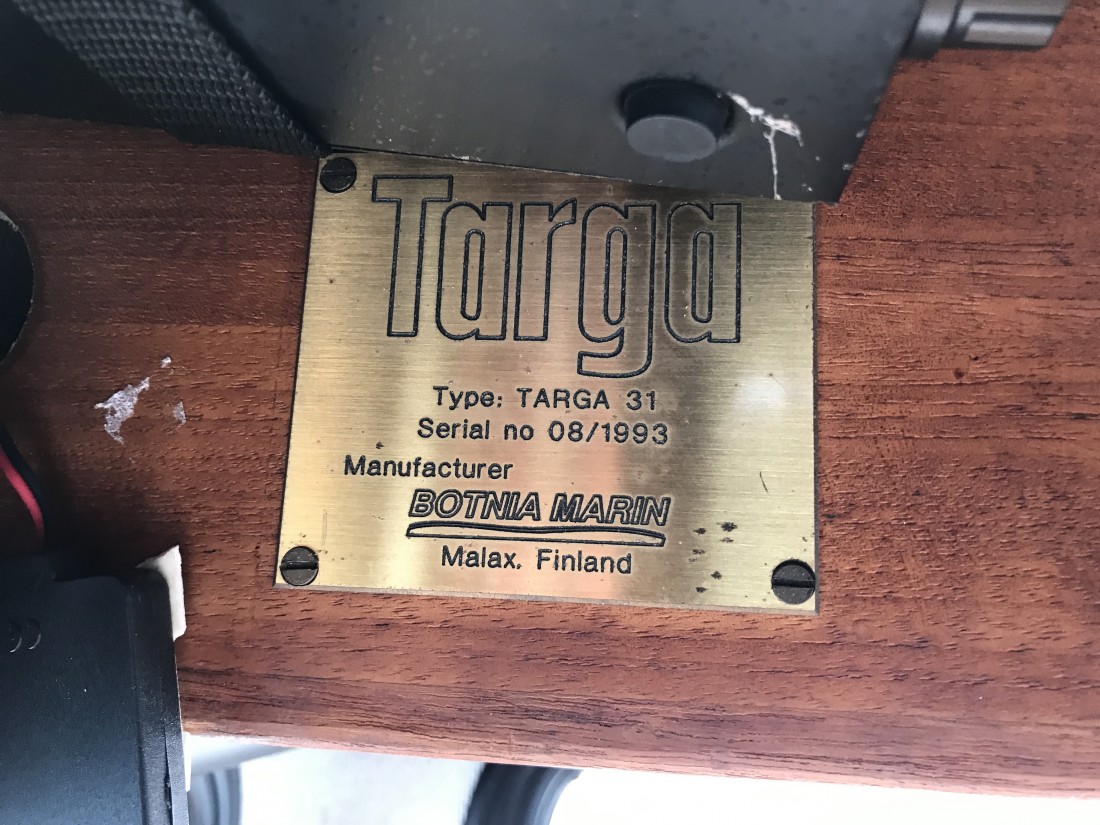 Targa
Type: TARGA 31
Serial no 08/1993
Manufacturer
BOTNIA MARIN
Malax, Finland